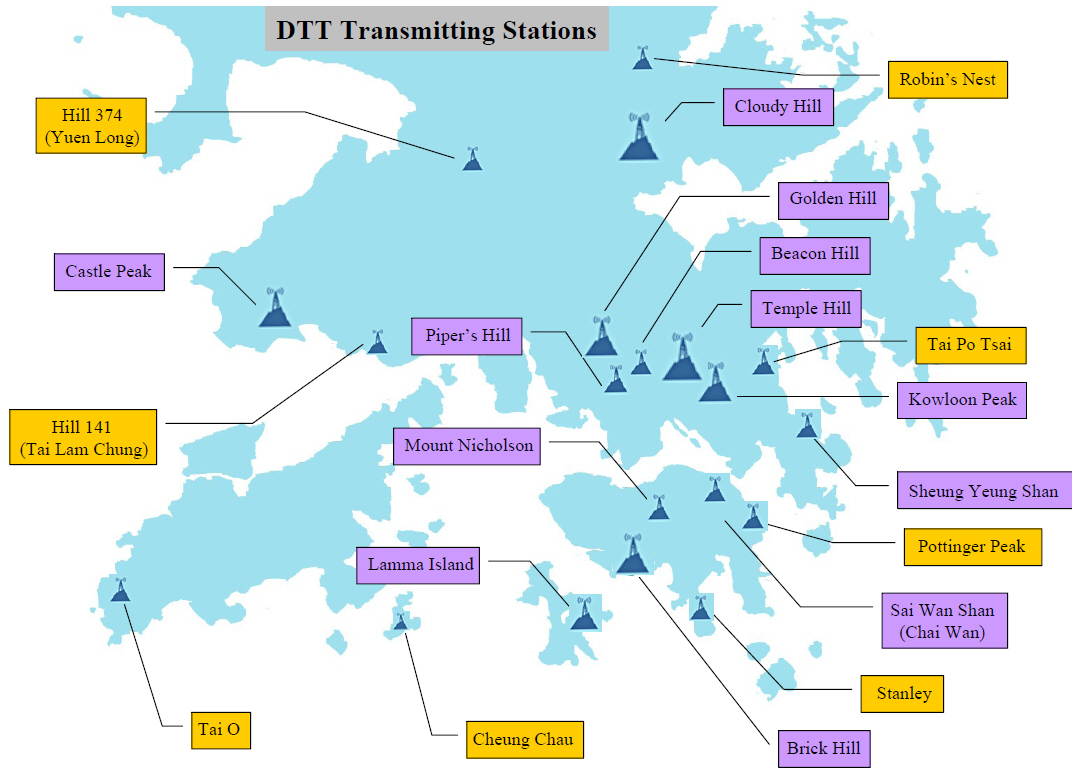 DTT Transmitting Stations
Robin's Nest
Cloudy Hill
Hill 374
(Yuen Long)
Golden Hill
Beacon Hill
Castle Peak
Temple Hill
Piper's Hill
Tai Po Tsai
Kowloon Peak
Hill 141
(Tai Lam Chung)
Mount Nicholson
Sheung Yeung Shan
Pottinger Peak
Lamma Island
Sai Wan Shan
(Chai Wan)
Stanley
Tai O
Cheung Chau
Brick Hill